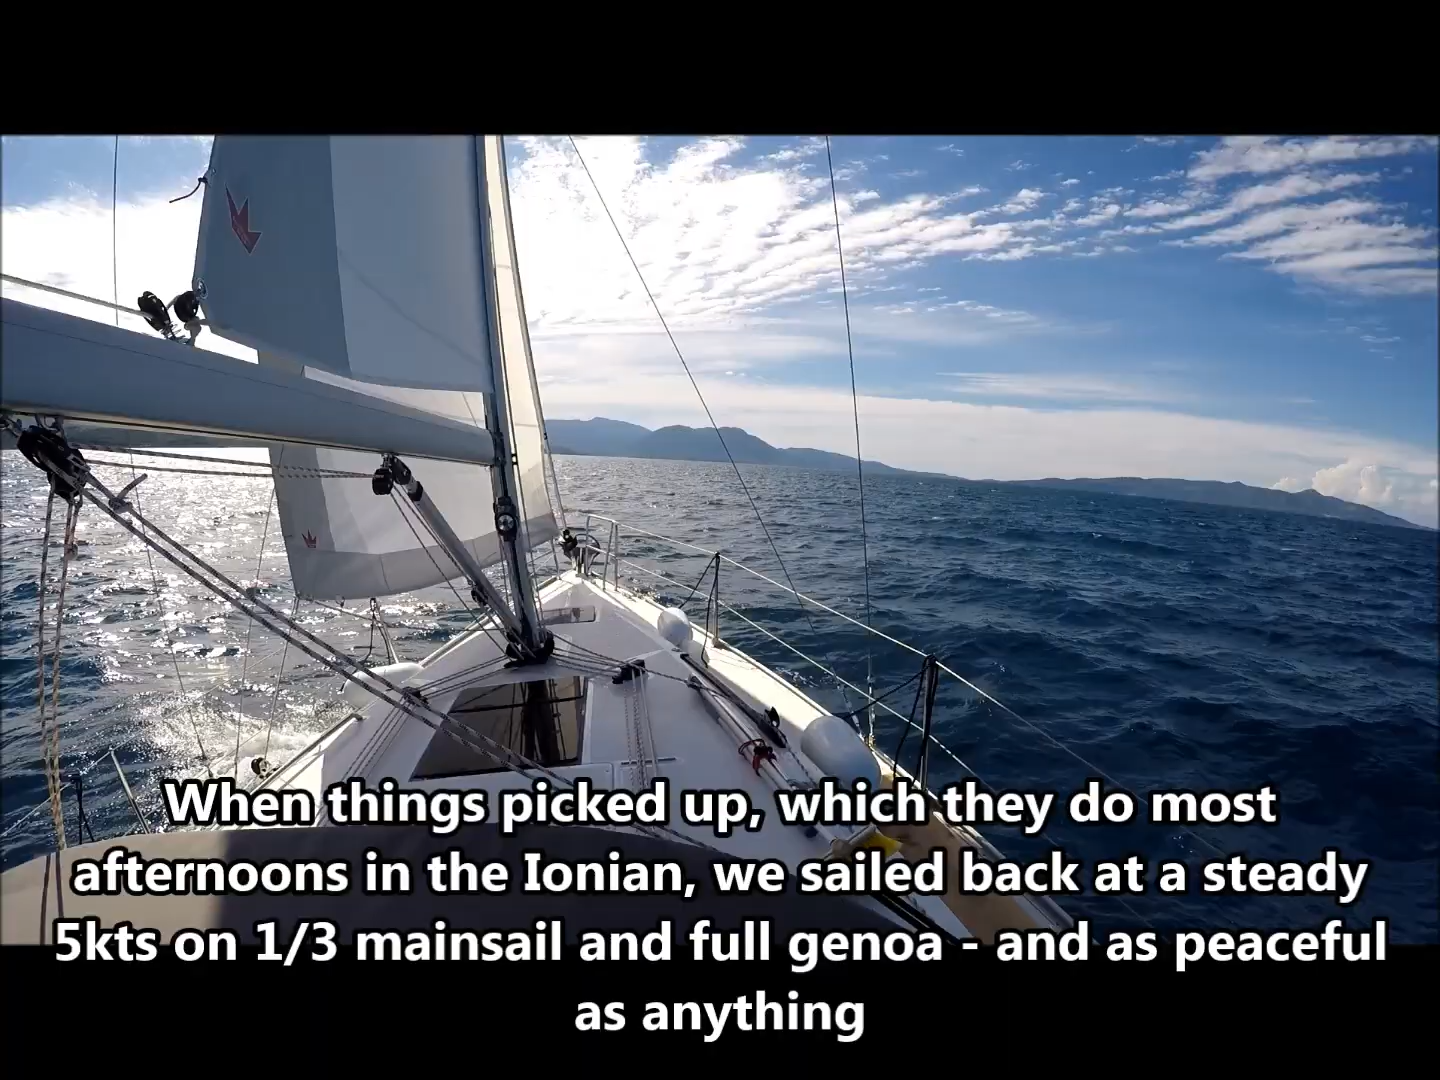 When things picked up, which they do most
afternoons in the Ionian, we sailed back at a steady
5kts on 1/3 mainsail and full genoa - and as peaceful
as anything